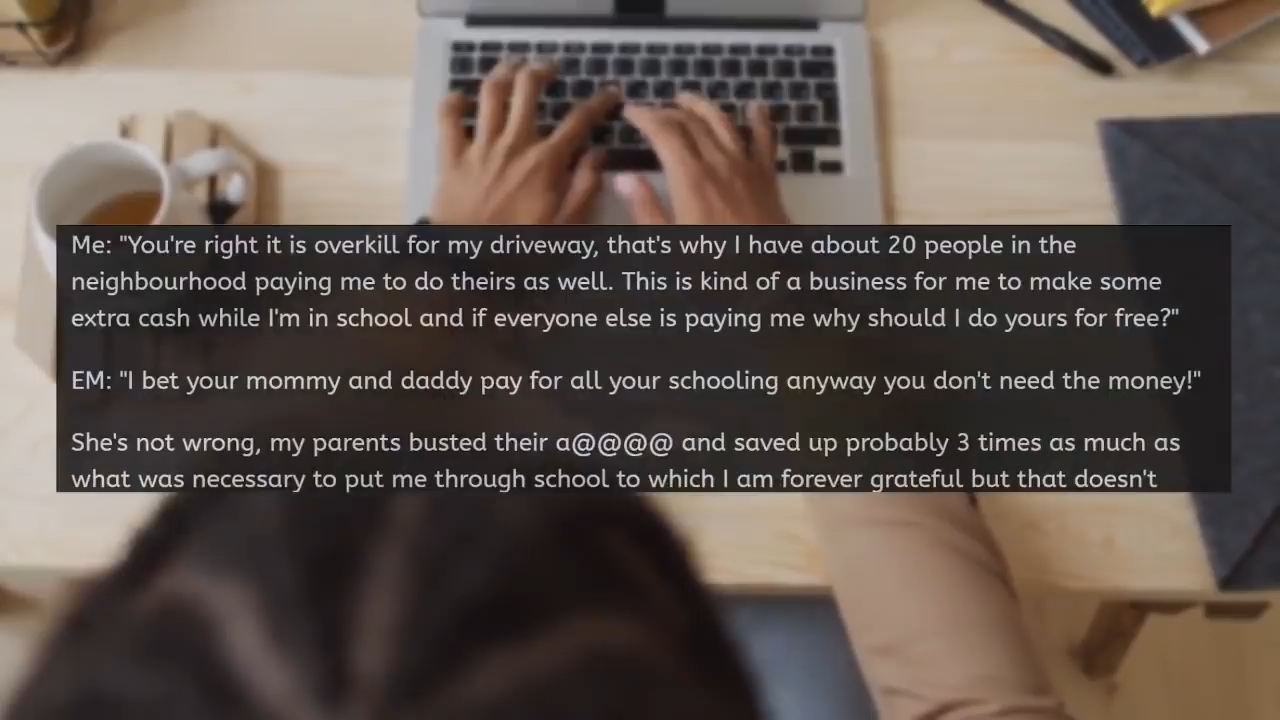 Me: "You're right it is overkill for my driveway, that's why I have about 20 people in the
neighbourhood paying me to do theirs as well. This is kind of a business for me to make some
extra cash while I'm in school and if everyone else is paying me why should I do yours for free?"
EM: "I bet your mommy and daddy pay for all your schooling anyway you don't need the money!"
She's not wrong, my parents busted their a@@@@ and saved up probably 3 times as much as
what was necessary to put me through school to which I am forever grateful but that doesn't